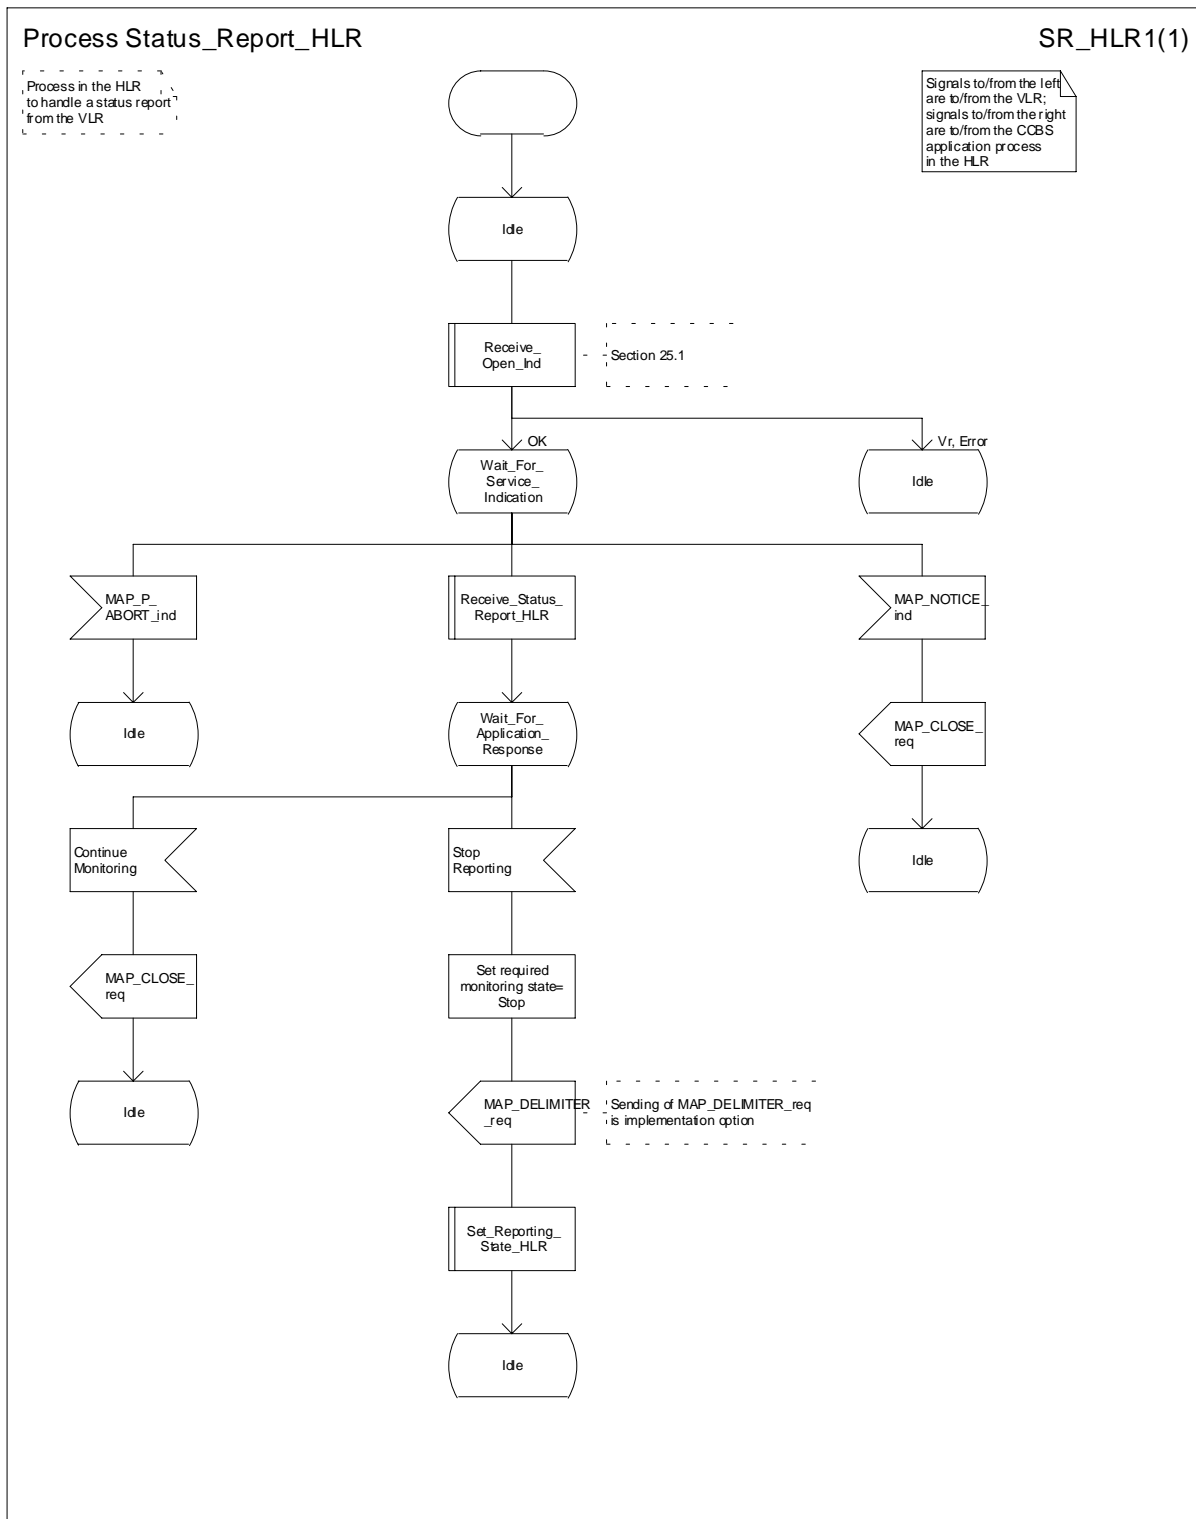 Process Status_Report_HLR
SR_HLR1(1)
Process in the HLR
to handle a status report
from the VLR
Signals to/from the left
are to/from the VLR;
signals to/from the right
are to/from the CCBS
application process
in the HLR
Idle
Receive_
Open_Ind
Section 25.1
OK
Vr, Error
Wait_For_
Service_
Indication
Idle
MAP_P_
ABORT_ind
Receive_Status_
Report_HLR
MAP_NOTICE_
ind
Idle
Wait_For_
Application_
Response
MAP_CLOSE_
req
Continue
Monitoring
Stop
Reporting
Idle
MAP_CLOSE_
req
Set required
monitoring state=
Stop
Idle
MAP_DELIMITER
_req
Sending of MAP_DELIMITER_req
is implementation option
Set_Reporting_
State_HLR
Idle